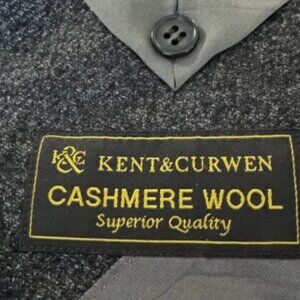 K&C KENT&CURWEN
CASHMERE WOOL
Superior Quality